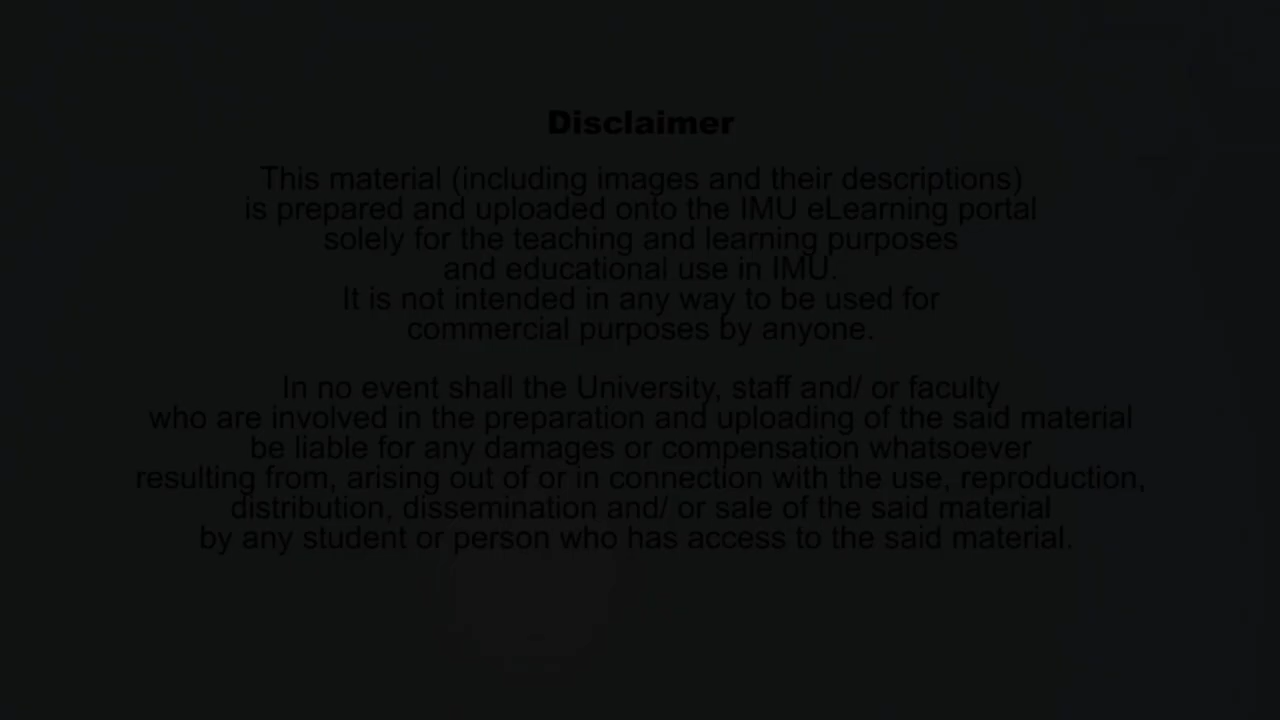 Disclaimer
This material (including images and their descriptions)
is prepared and uploaded onto the IMU eLearning portal
solely for the teaching and learning purposes
and educational use in IMU.
It is not intended in any way to be used for
commercial purposes by anyone.
In no event shall the University, staff and/ or faculty
who are involved in the preparation and uploading of the said material
be liable for any damages or compensation whatsoever
resulting from, arising out of or in connection with the use, reproduction,
distribution, dissemination and/ or sale of the said material
by any student or person who has access to the said material.